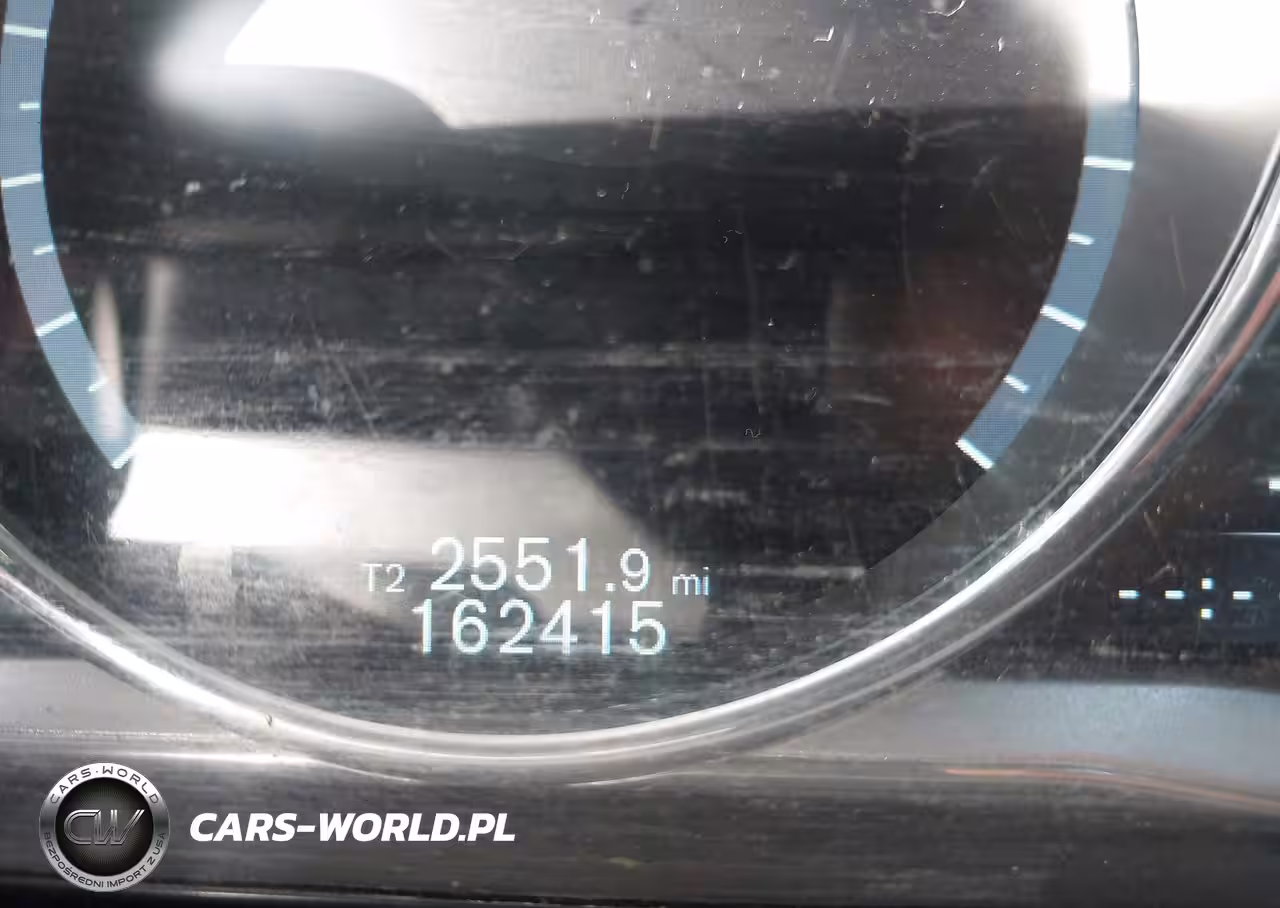 T2 2551.9 mi
162415
--:-
CARS-WORLD
CW
BEZPOŚREDNI IMPORT Z USA
CARS-WORLD.PL